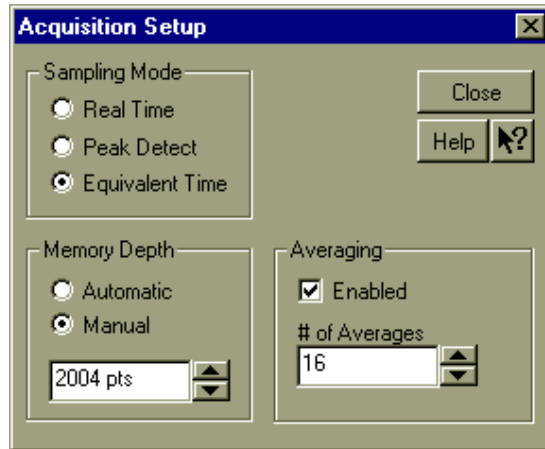 Acquisition Setup
Sampling Mode
Real Time
Peak Detect
Equivalent Time
Close
Help ?
Memory Depth
Automatic
Manual
2004 pts
Averaging
Enabled
# of Averages
16